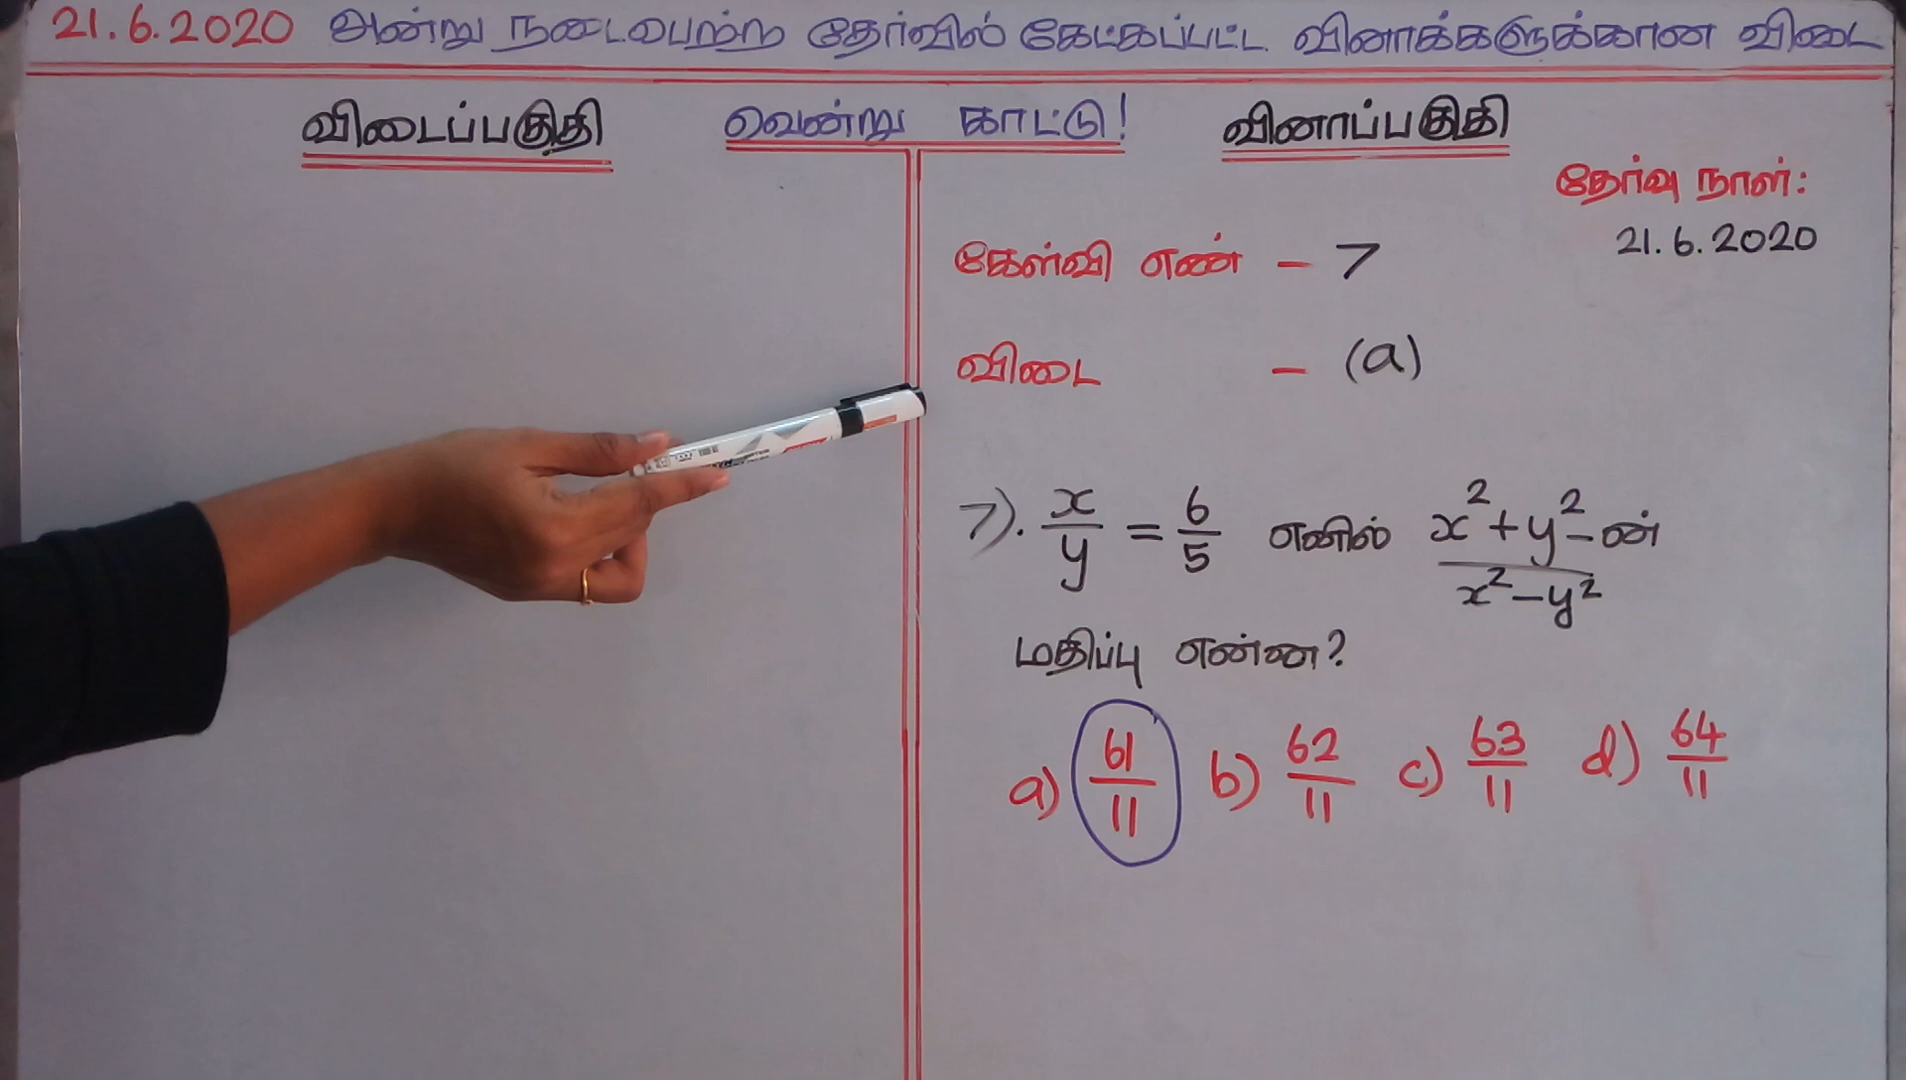 21.6.2020 அன்று நடைபெற்ற தேர்வில் கேட்கப்பட்ட வினாக்களுக்கான விடை
விடைப்பகுதி வென்று காட்டு! வினாப்பகுதி
தேர்வு நாள்:
21.6.2020
கேள்வி எண் - 7
விடை - (a)
7). x/y = 6/5 எனில் x²+y²/x²-y² - ன்
மதிப்பு என்ன?
a) 61/11 b) 62/11 c) 63/11 d) 64/11